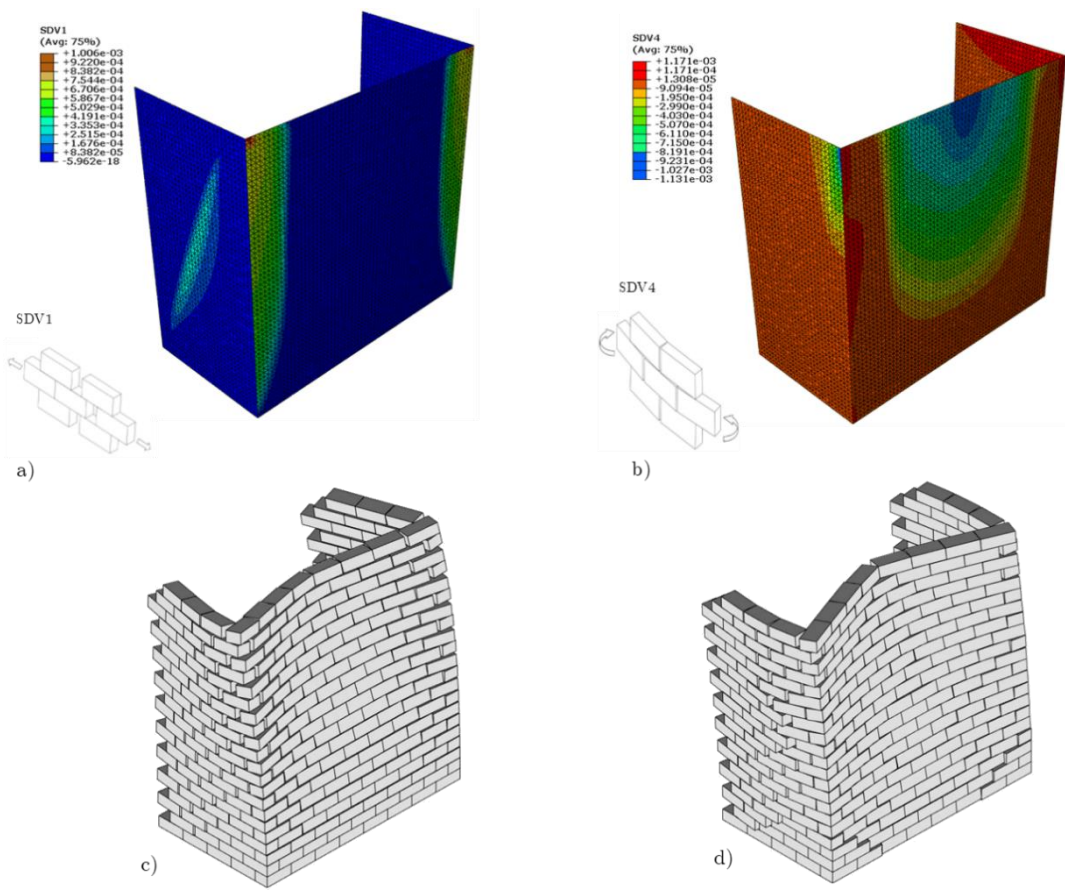 SDV1
(Avg: 75%)
+1.006e-03
+9.220e-04
+8.382e-04
+7.544e-04
+6.706e-04
+5.867e-04
+5.029e-04
+4.191e-04
+3.353e-04
+2.515e-04
+1.676e-04
+8.382e-05
-5.962e-18
SDV1
a)
SDV4
(Avg: 75%)
+1.171e-03
+1.171e-04
+1.308e-05
-9.094e-05
-1.950e-04
-2.990e-04
-4.030e-04
-5.070e-04
-6.110e-04
-7.150e-04
-8.191e-04
-9.231e-04
-1.027e-03
-1.131e-03
SDV4
b)
c)
d)